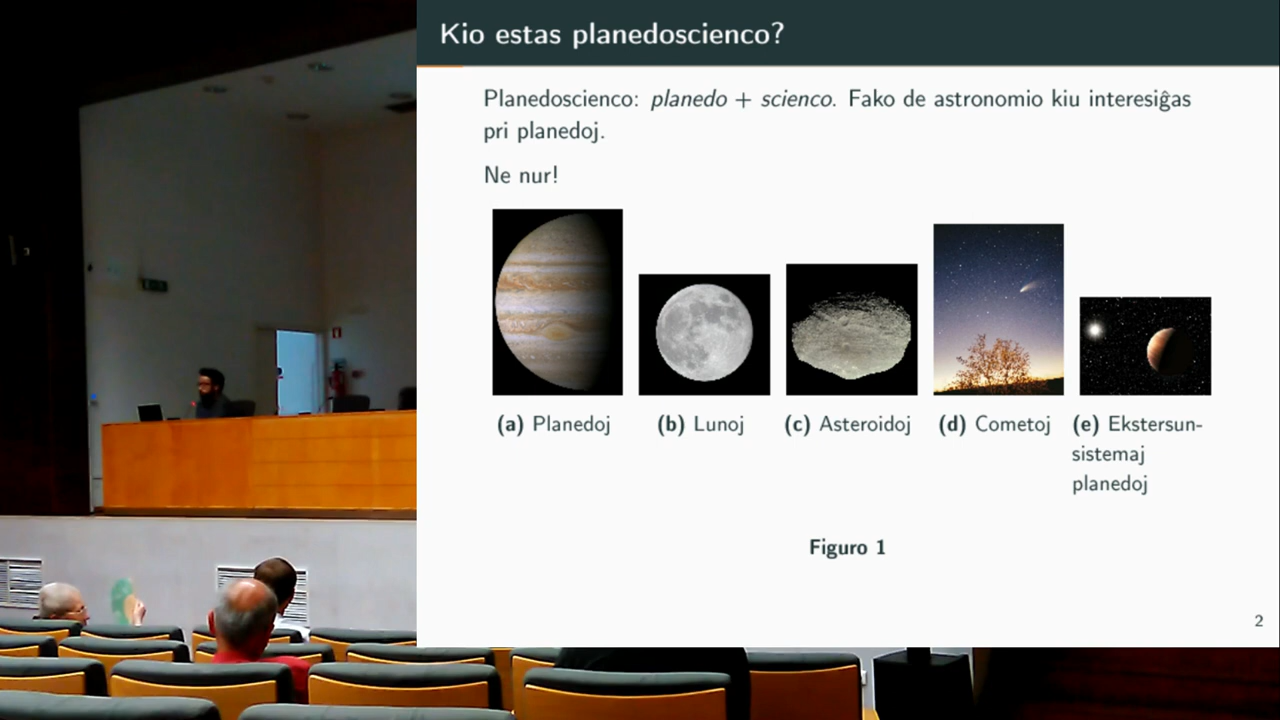 Kio estas planedoscienco?
Planedoscienco: planedo + scienco. Fako de astronomio kiu interesiĝas
pri planedoj.
Ne nur!
(a) Planedoj
(b) Lunoj
(c) Asteroidoj
(d) Cometoj
(e) Ekstersun-
sistemaj
planedoj
Figuro 1
2